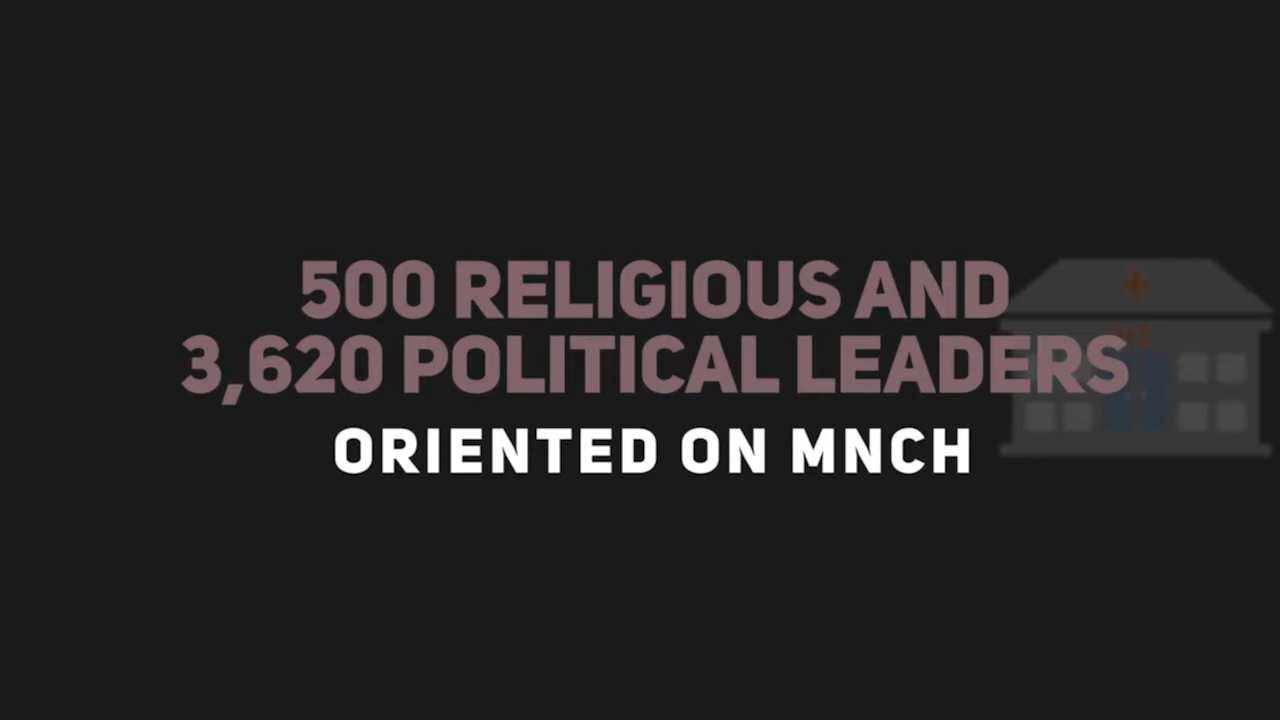 500 RELIGIOUS AND
3,620 POLITICAL LEADERS
ORIENTED ON MNCH